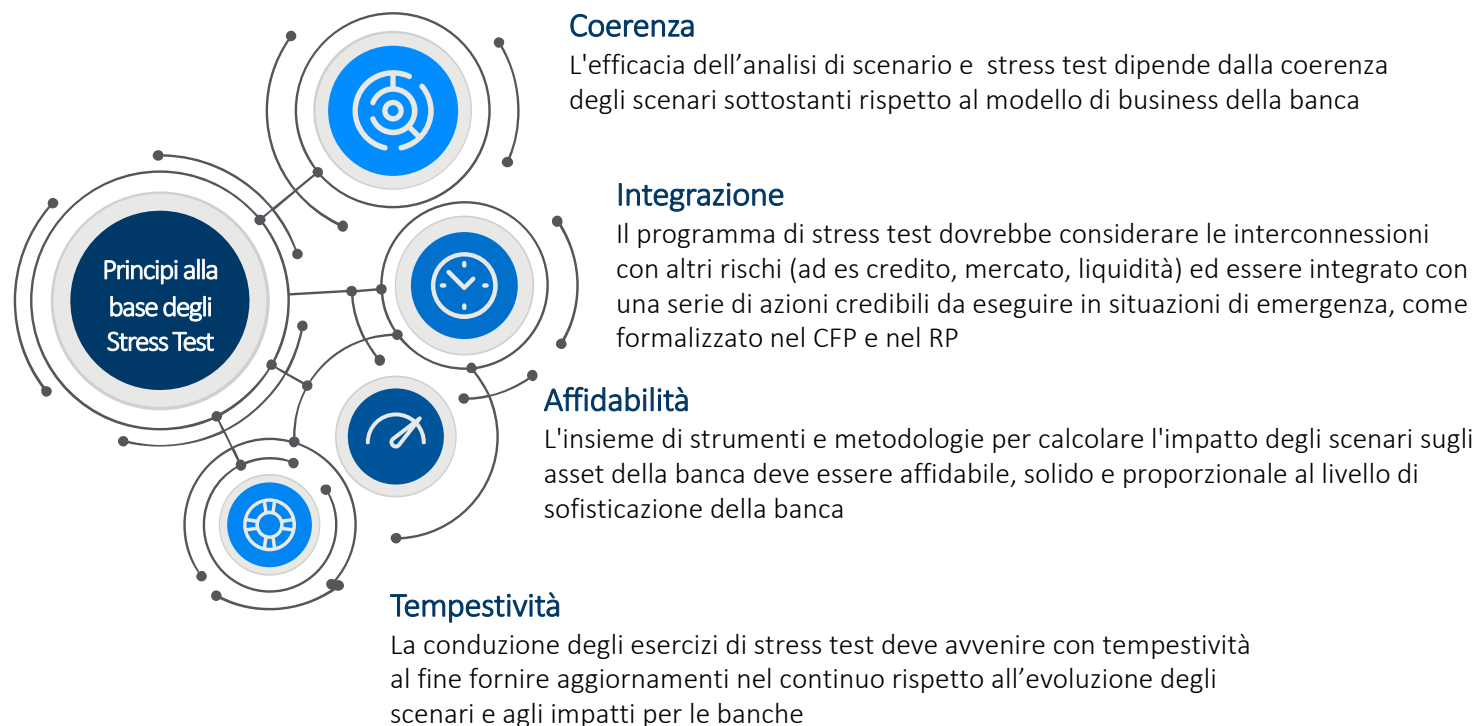 Coerenza
L'efficacia dell’analisi di scenario e  stress test dipende dalla coerenza
degli scenari sottostanti rispetto al modello di business della banca
Integrazione
Il programma di stress test dovrebbe considerare le interconnessioni
con altri rischi (ad es credito, mercato, liquidità) ed essere integrato con
una serie di azioni credibili da eseguire in situazioni di emergenza, come
formalizzato nel CFP e nel RP
Principi alla
base degli
Stress Test
Affidabilità
L'insieme di strumenti e metodologie per calcolare l'impatto degli scenari sugli
asset della banca deve essere affidabile, solido e proporzionale al livello di
sofisticazione della banca
Tempestività
La conduzione degli esercizi di stress test deve avvenire con tempestività
al fine fornire aggiornamenti nel continuo rispetto all’evoluzione degli
scenari e agli impatti per le banche